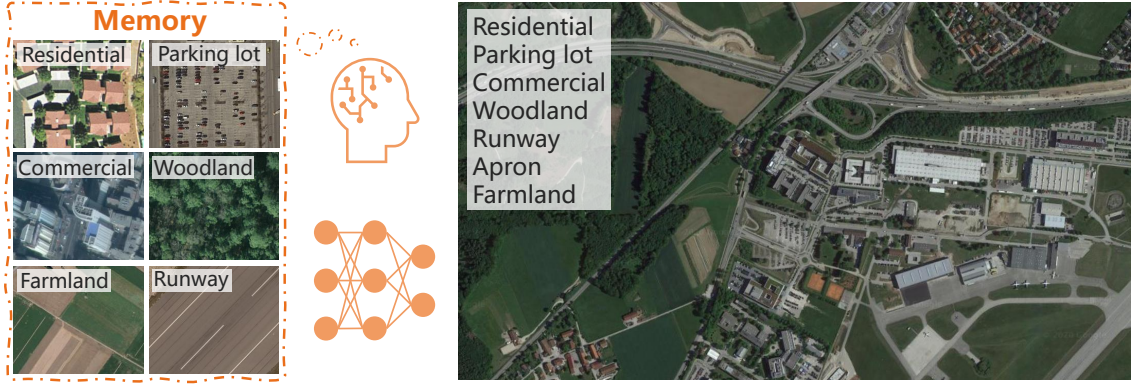 Memory
Residential
Parking lot
Commercial
Woodland
Farmland
Runway
Residential
Parking lot
Commercial
Woodland
Runway
Apron
Farmland